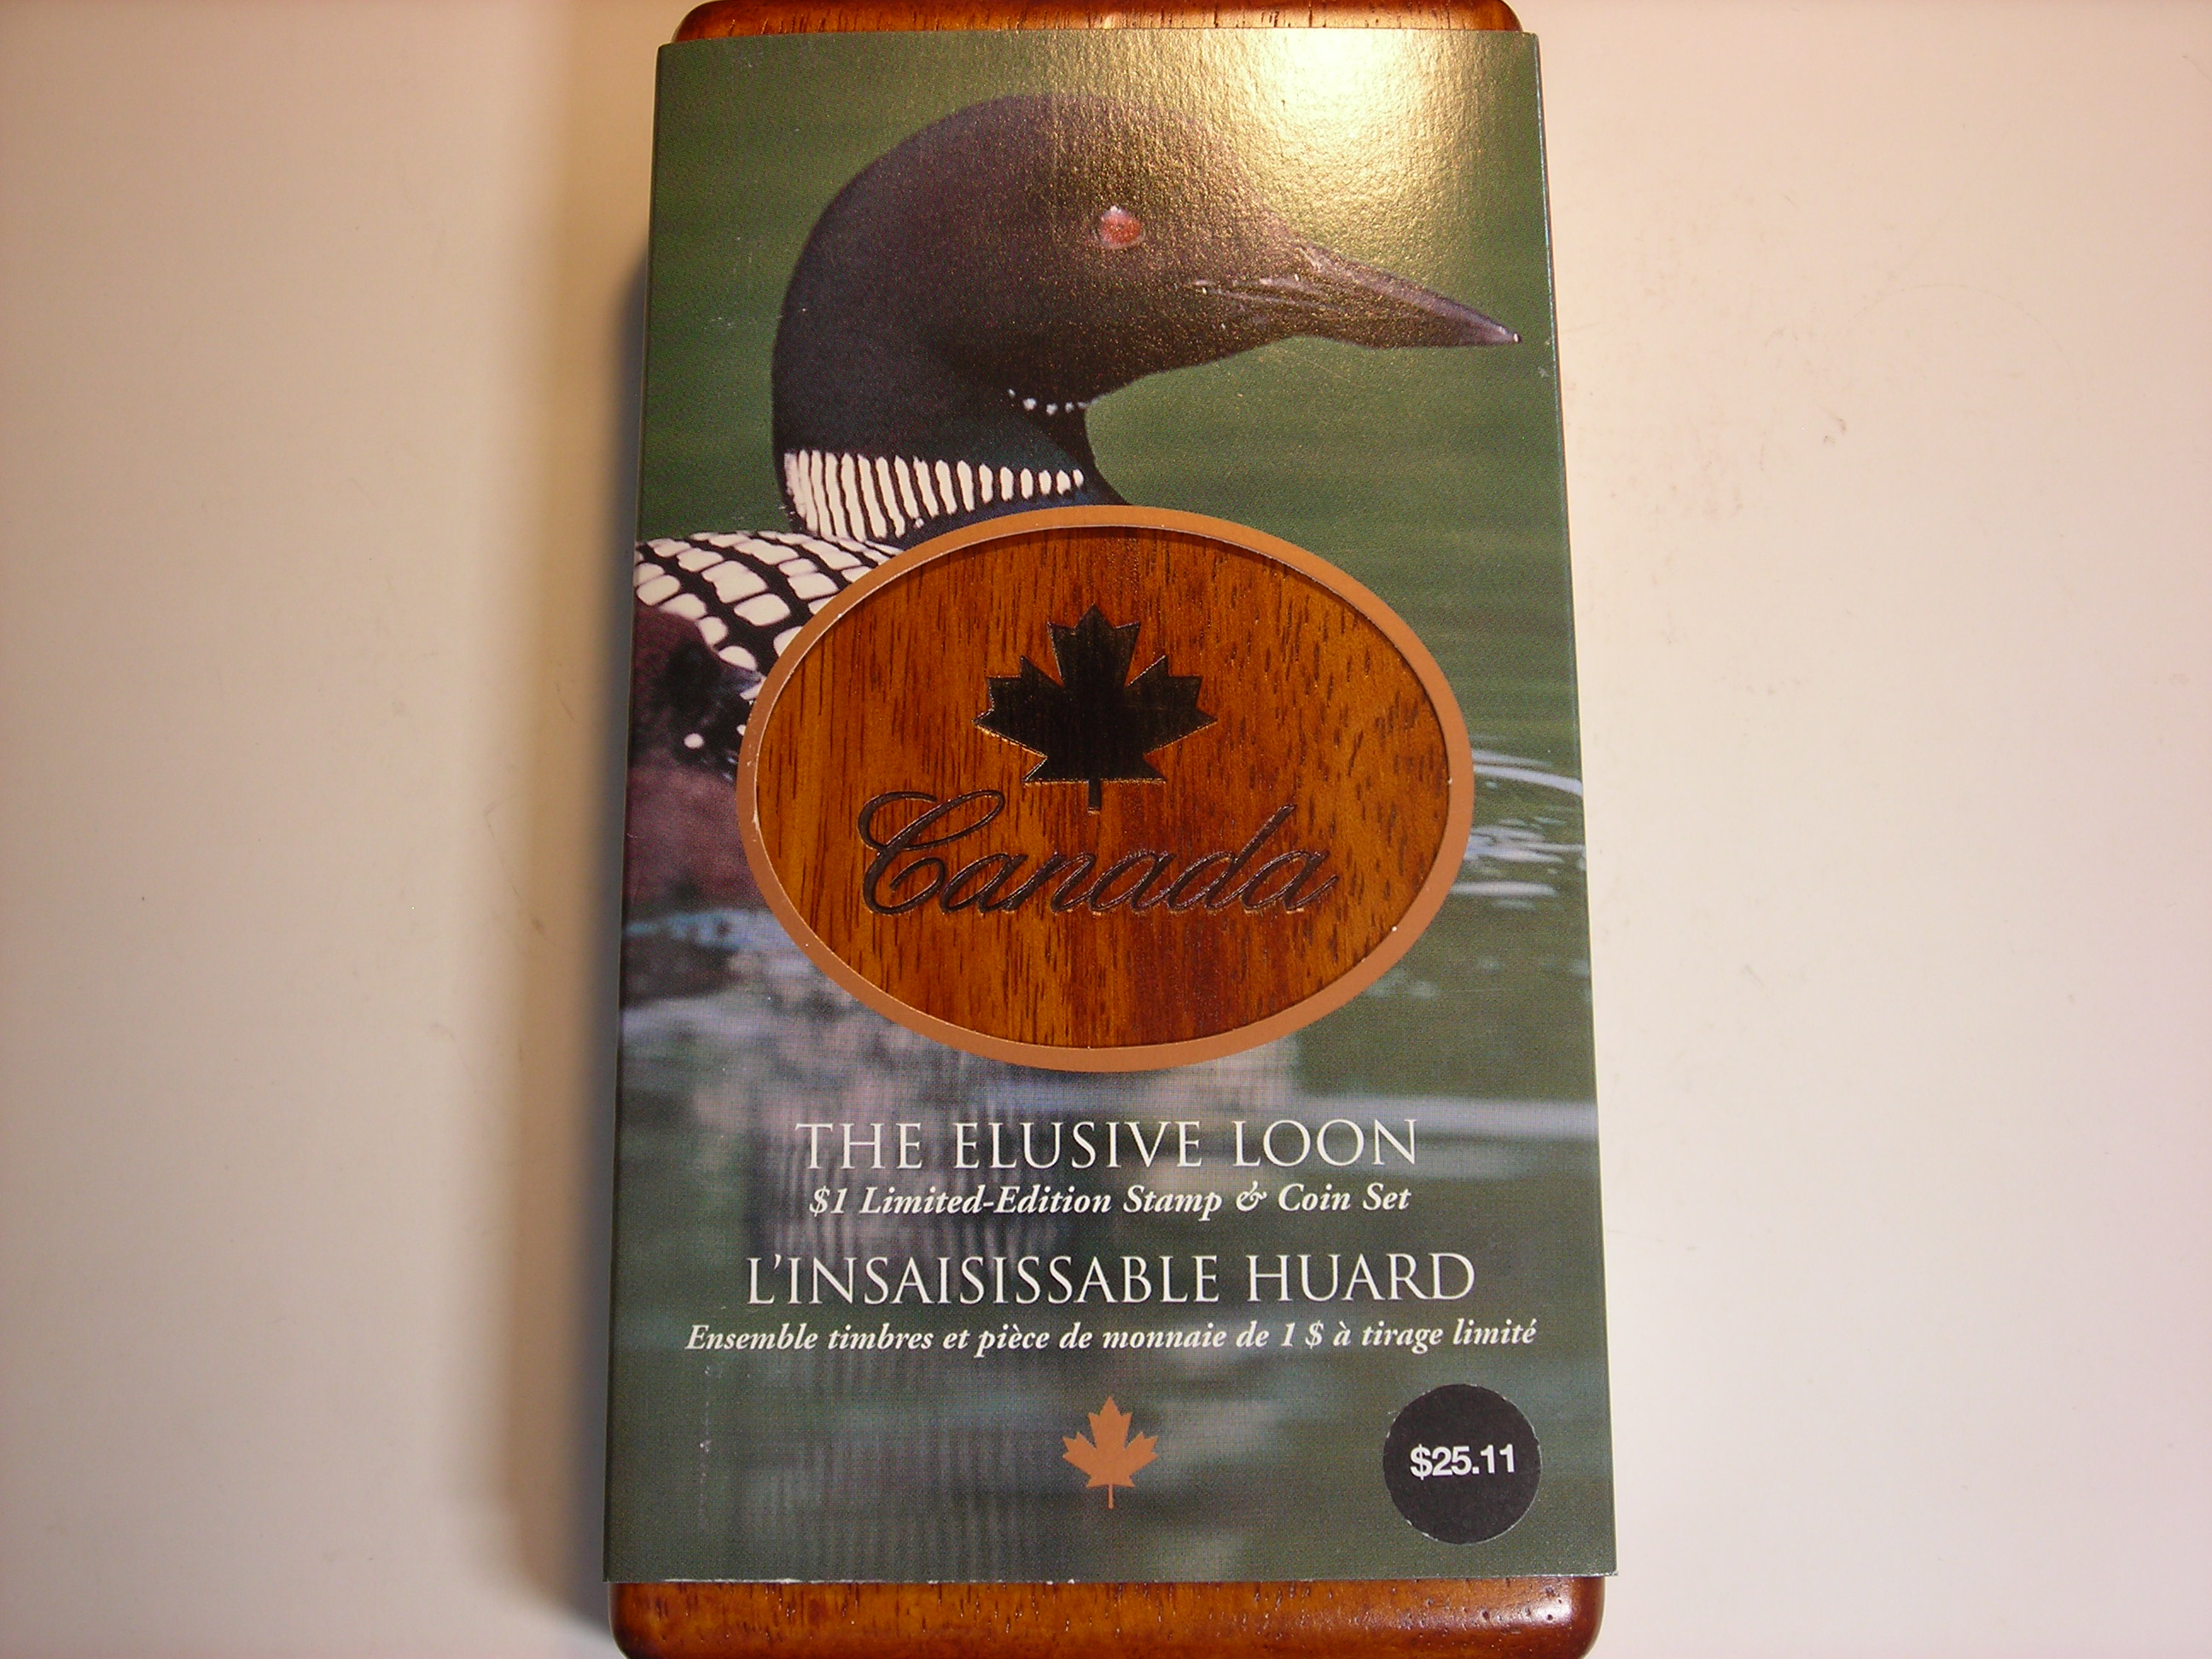 Canada
THE ELUSIVE LOON
$1 Limited-Edition Stamp & Coin Set
L'INSAISISSABLE HUARD
Ensemble timbres et pièce de monnaie de 1 $ à tirage limité
$25.11